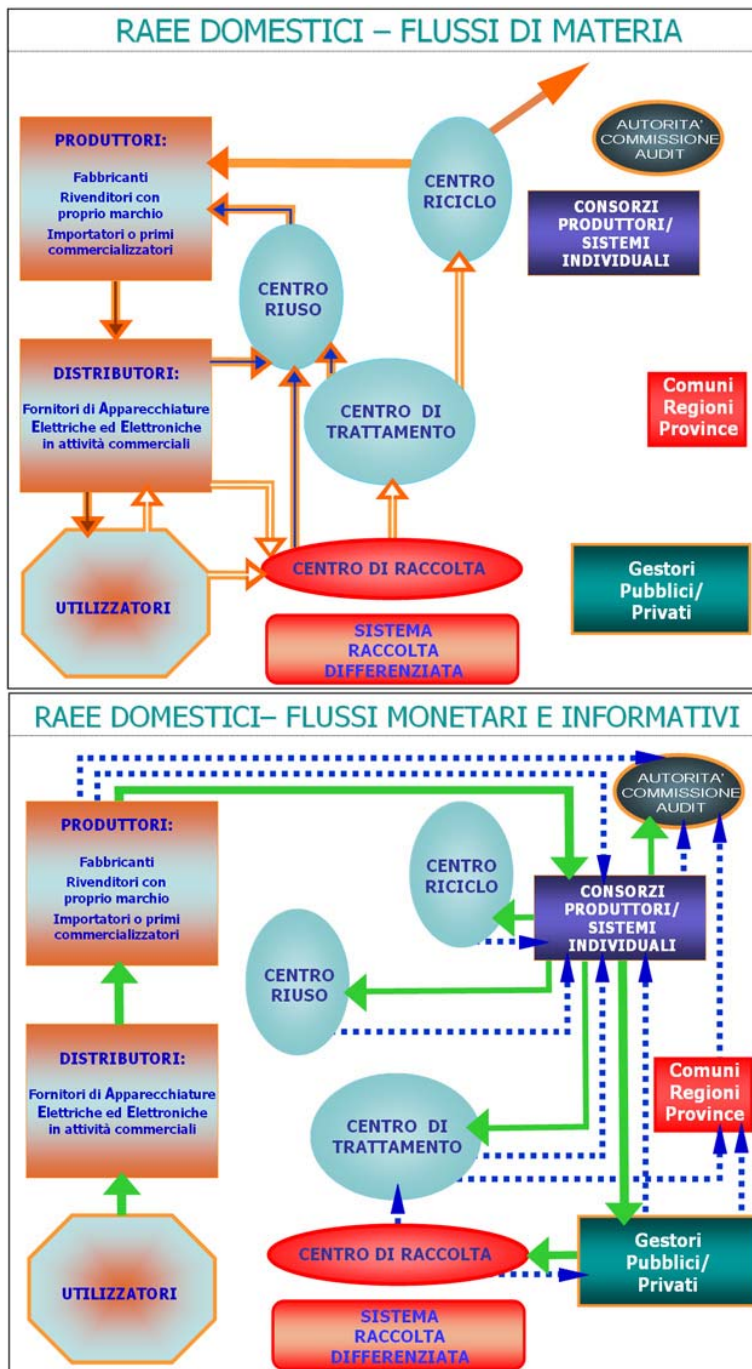 RAEE DOMESTICI – FLUSSI DI MATERIA
PRODUTTORI:
Fabbricanti
Rivenditori con
proprio marchio
Importatori o primi
commercializzatori
CENTRO
RICICLO
AUTORITA'
COMMISSIONE
AUDIT
CONSORZI
PRODUTTORI/
SISTEMI
INDIVIDUALI
CENTRO
RIUSO
DISTRIBUTORI:
Fornitori di Apparecchiature
Elettriche ed Elettroniche
in attività commerciali
CENTRO DI
TRATTAMENTO
Comuni
Regioni
Province
UTILIZZATORI
CENTRO DI RACCOLTA
SISTEMA
RACCOLTA
DIFFERENZIATA
Gestori
Pubblici/
Privati
RAEE DOMESTICI– FLUSSI MONETARI E INFORMATIVI
PRODUTTORI:
Fabbricanti
Rivenditori con
proprio marchio
Importatori o primi
commercializzatori
AUTORITA'
COMMISSIONE
AUDIT
CENTRO
RICICLO
CONSORZI
PRODUTTORI/
SISTEMI
INDIVIDUALI
CENTRO
RIUSO
DISTRIBUTORI:
Fornitori di Apparecchiature
Elettriche ed Elettroniche
in attività commerciali
CENTRO DI
TRATTAMENTO
Comuni
Regioni
Province
UTILIZZATORI
CENTRO DI RACCOLTA
SISTEMA
RACCOLTA
DIFFERENZIATA
Gestori
Pubblici/
Privati